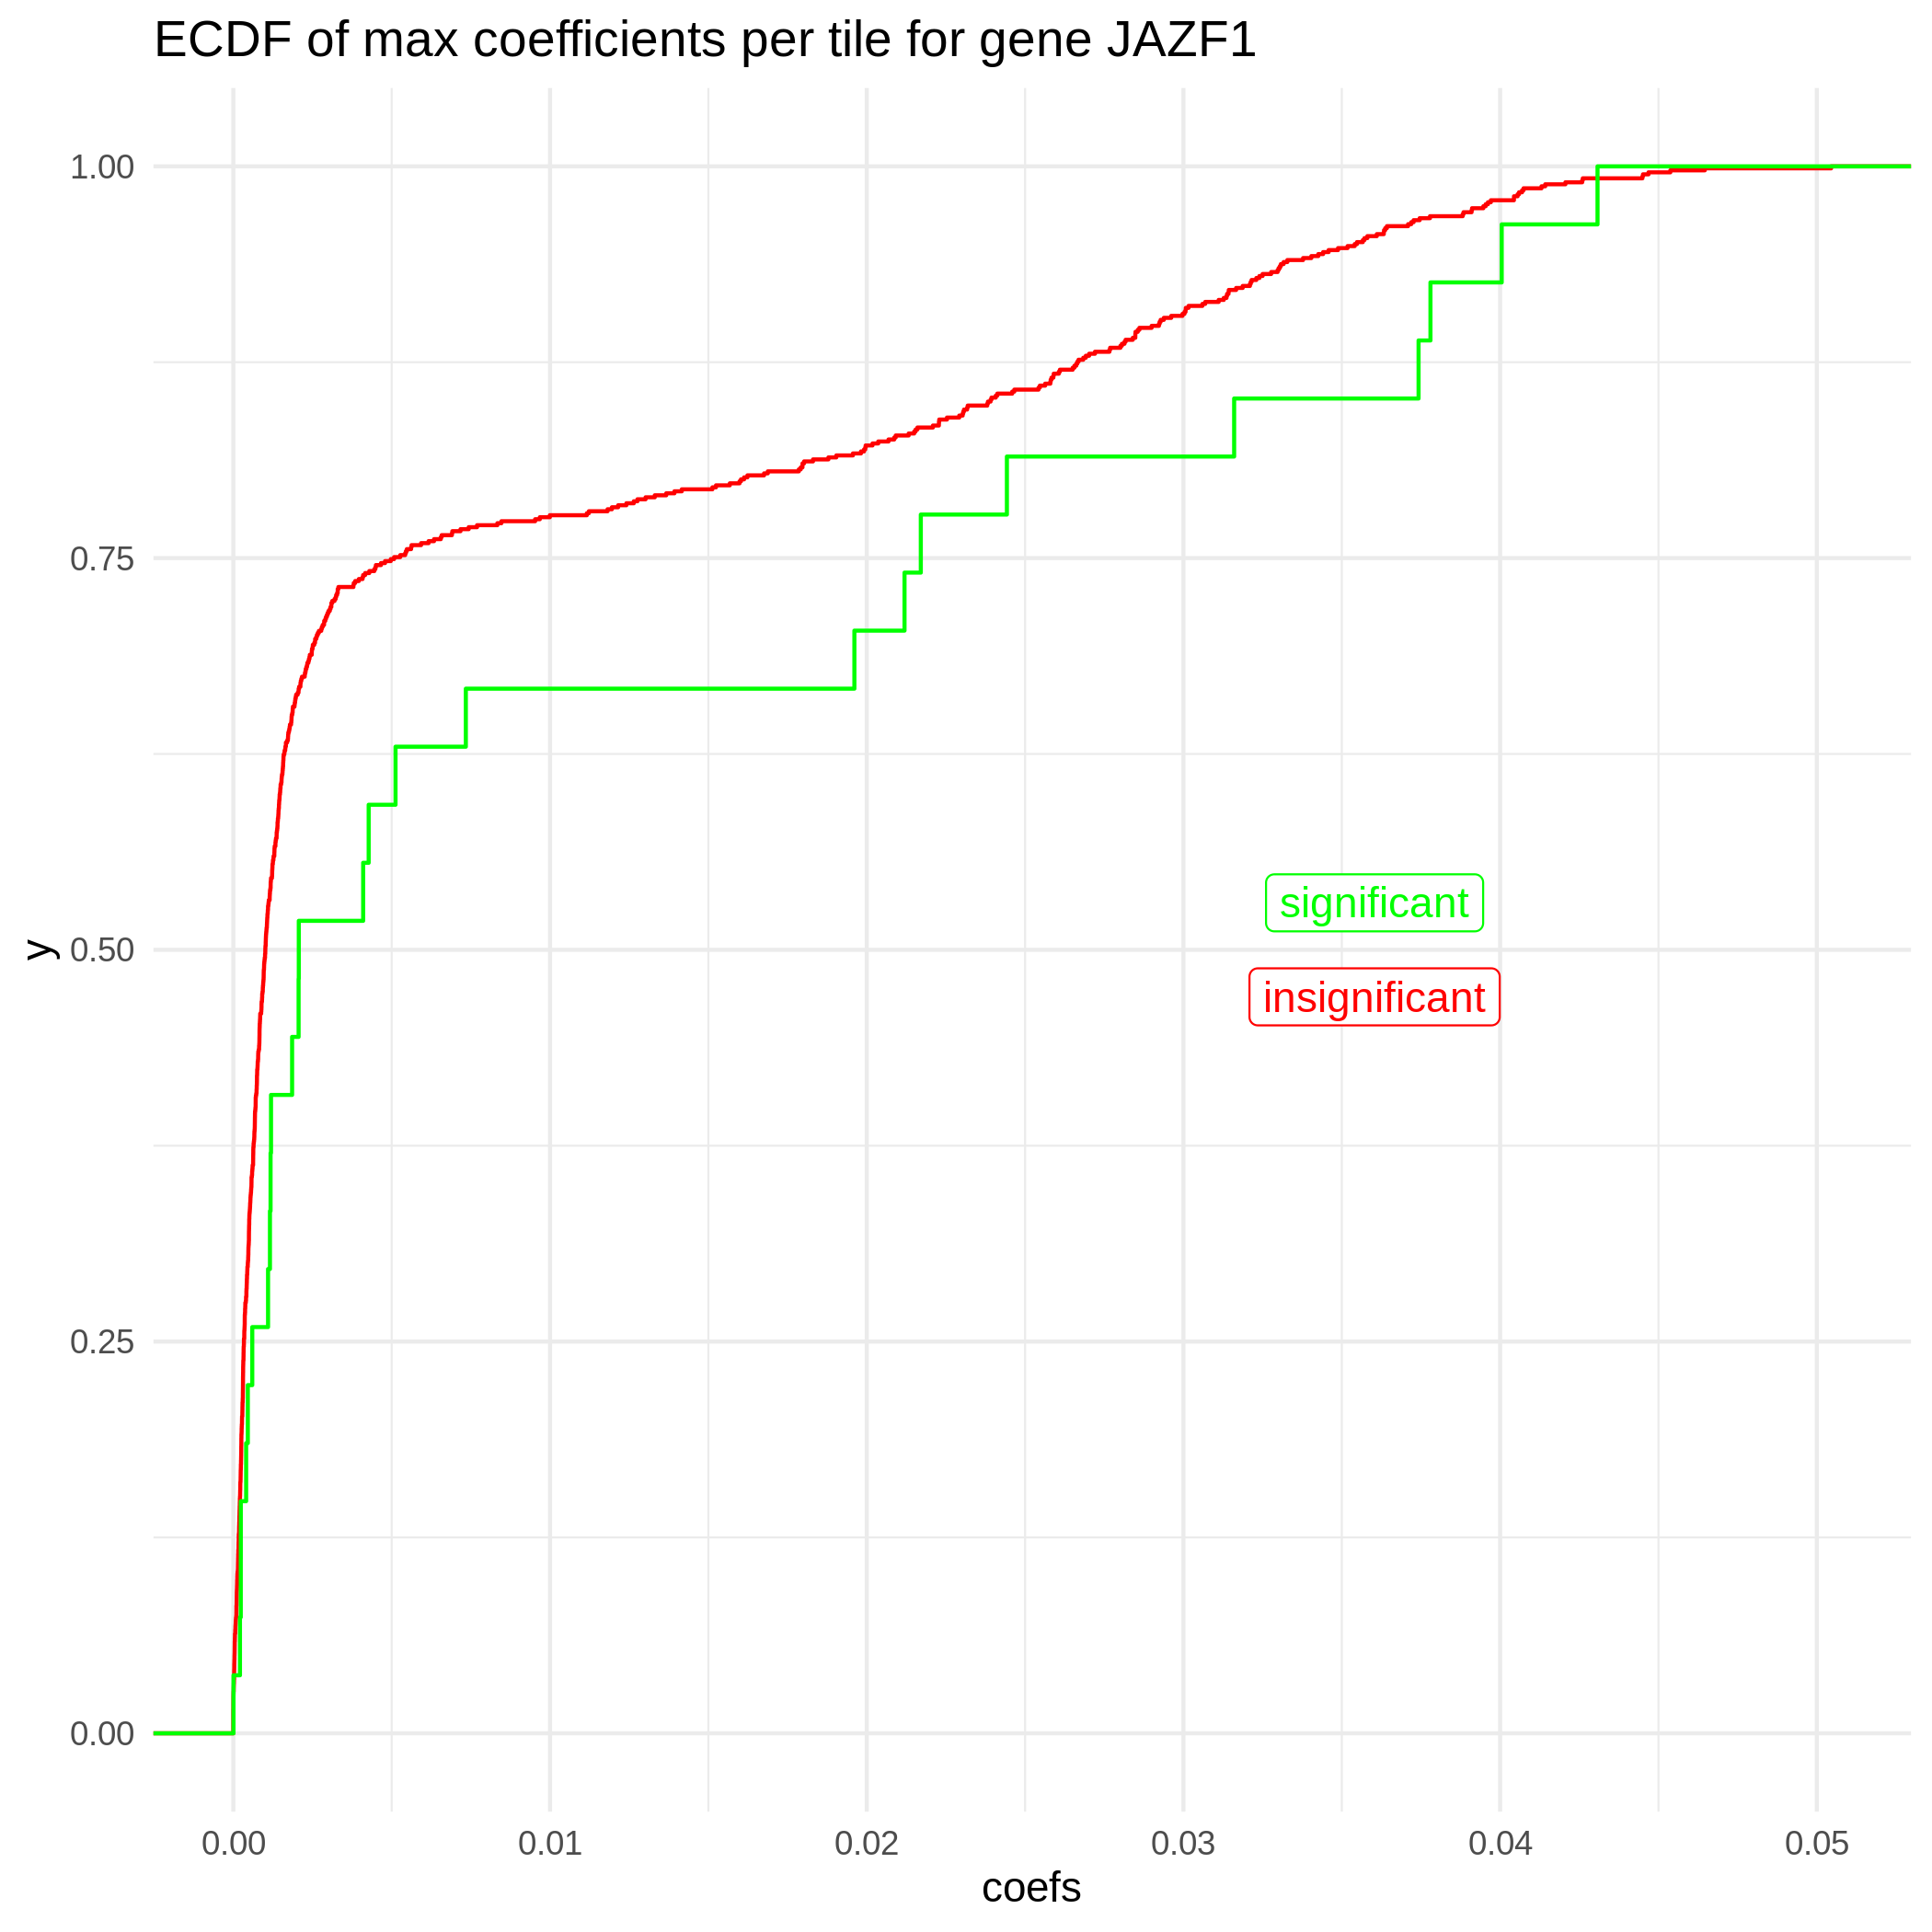 ECDF of max coefficients per tile for gene JAZF1
1.00
0.75
0.50
0.25
0.00
y
significant
insignificant
0.00 0.01 0.02 0.03 0.04 0.05
coefs